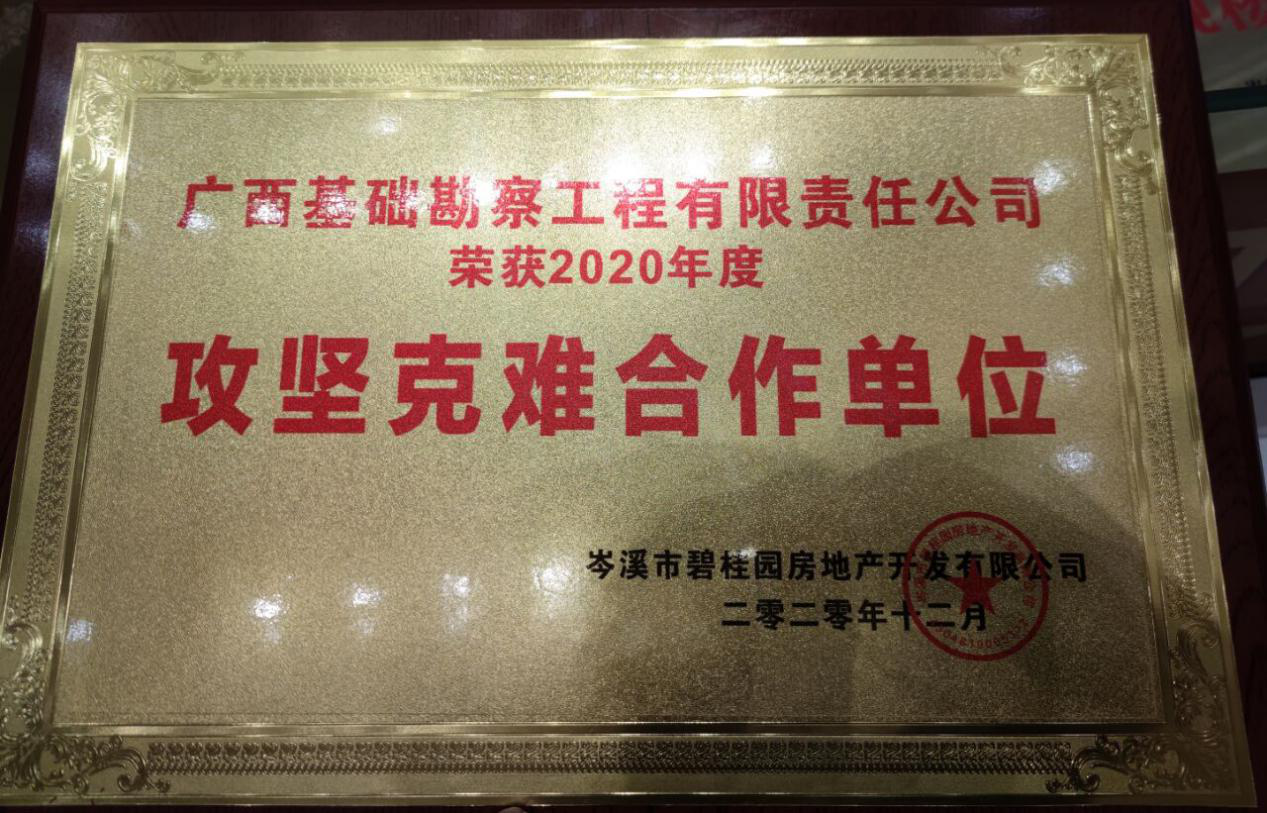 广西基础勘察工程有限责任公司
荣获2020年度
攻坚克难合作单位
岑溪市碧桂园房地产开发有限公司
二零二零年十二月